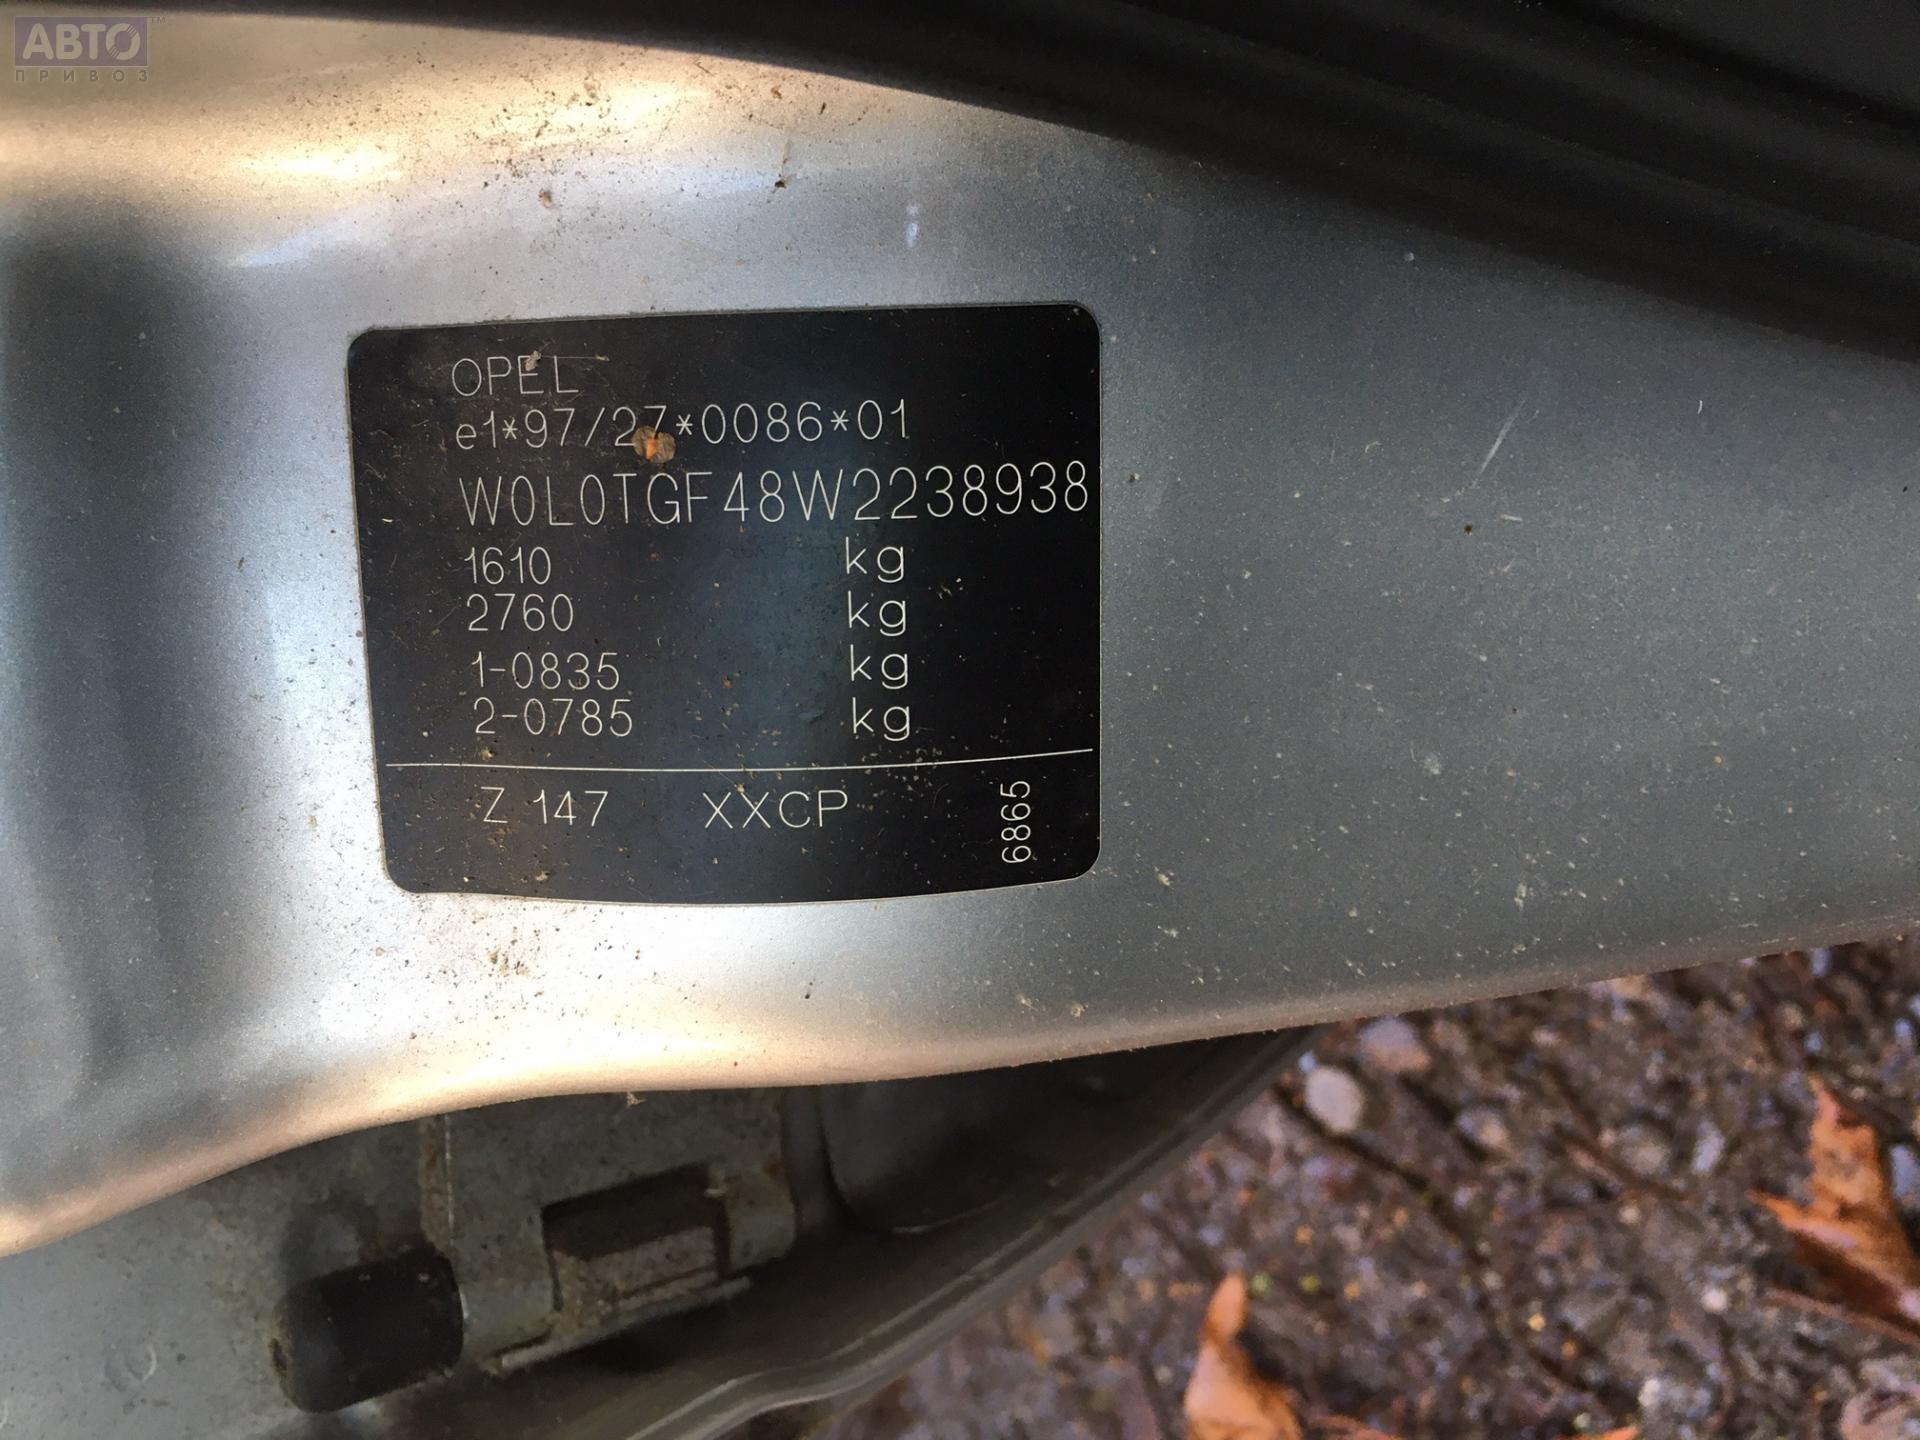 АВТО™
ПРИВОЗ
OPEL
e1*97/27*0086*01
W0L0TGF48W2238938
1610 kg
2760 kg
1-0835 kg
2-0785 kg
Z 147 XXCP
6865